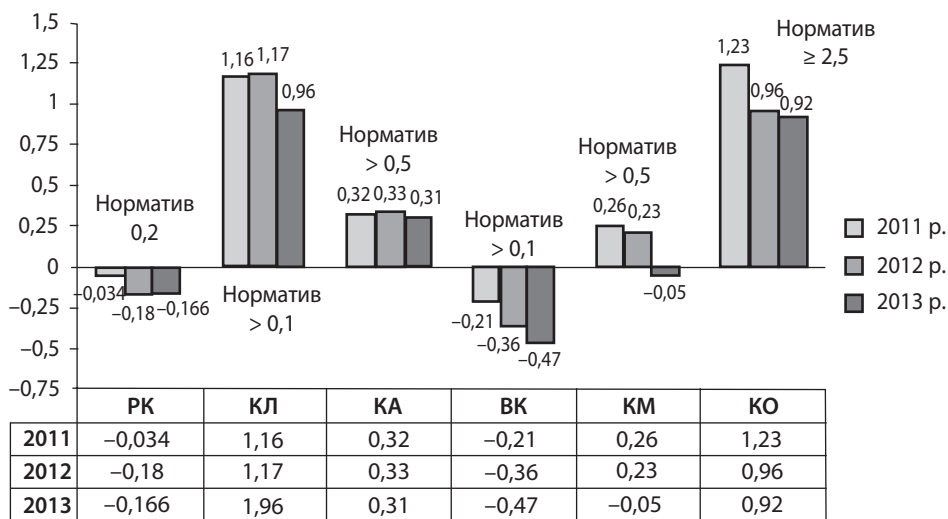 1,5
1,25
1
0,75
0,5
0,25
0
−0,25
−0,5
−0,75
Норматив
0,2
−0,034
−0,18
−0,166
1,16
1,17
0,96
Норматив
> 0,1
Норматив
> 0,5
0,32
0,33
0,31
Норматив
> 0,1
−0,21
−0,36
−0,47
Норматив
> 0,5
0,26
0,23
−0,05
1,23
0,96
0,92
Норматив
≥ 2,5
2011 р.
2012 р.
2013 р.
РК КЛ КА ВК КМ КО
2011 −0,034 1,16 0,32 −0,21 0,26 1,23
2012 −0,18 1,17 0,33 −0,36 0,23 0,96
2013 −0,166 1,96 0,31 −0,47 −0,05 0,92